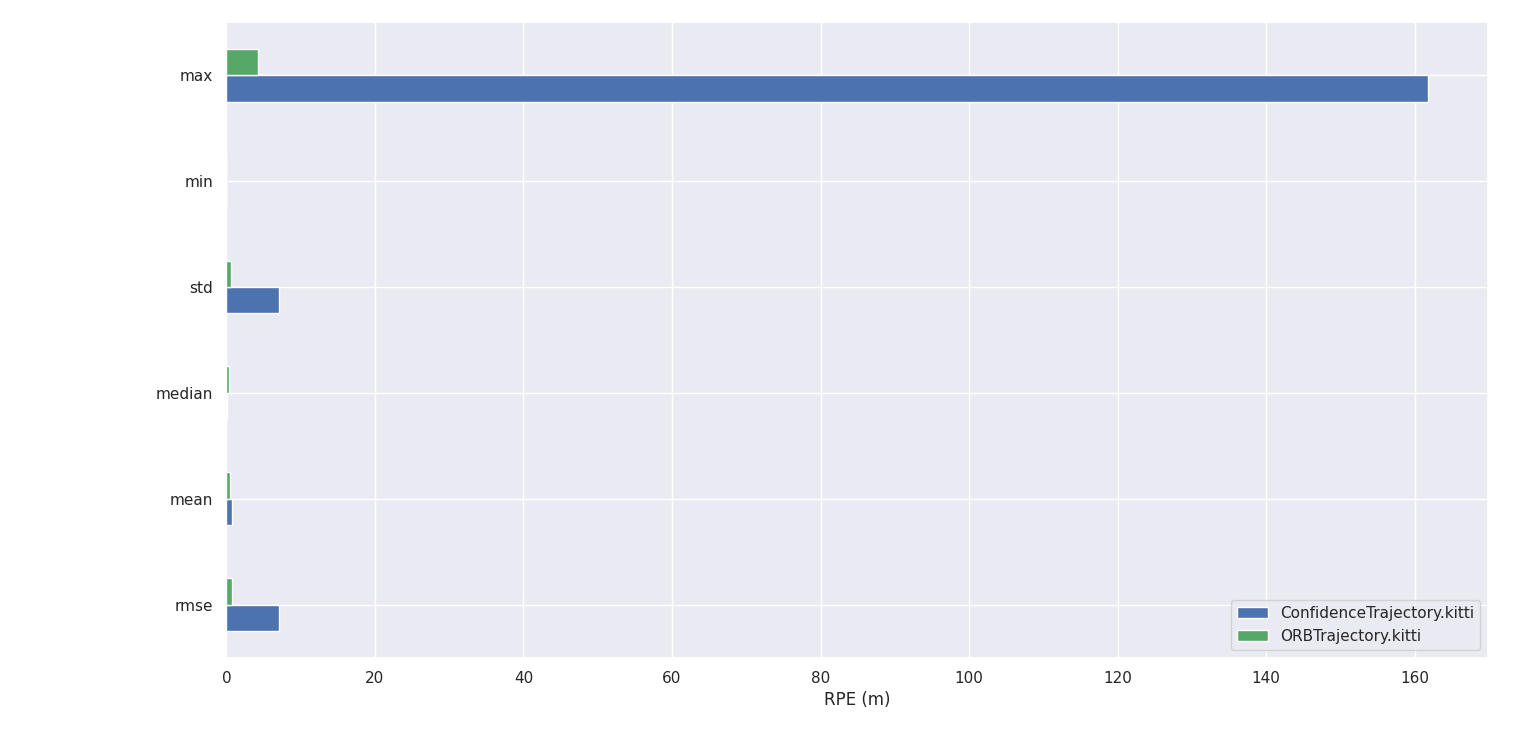 max
min
std
median
mean
rmse
0 20 40 60 80 100 120 140 160
RPE (m)
ConfidenceTrajectory.kitti
ORBTrajectory.kitti